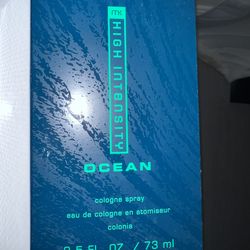 MK
HIGH INTENSITY
OCEAN
cologne spray
eau de cologne en atomiseur
colonia
2.5 FL. OZ. / 73 ml